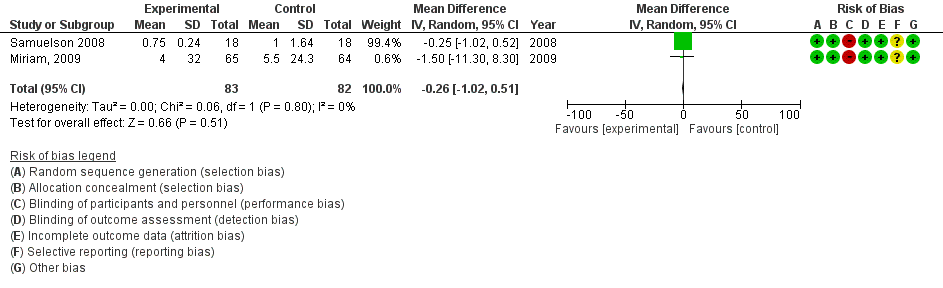 Experimental Control Mean Difference Mean Difference Risk of Bias
Study or Subgroup Mean SD Total Mean SD Total Weight IV, Random, 95% CI Year IV, Random, 95% CI A B C D E F G
Samuelson 2008 0.75 0.24 18 1 1.64 18 99.4% -0.25 [-1.02, 0.52] 2008 + + - + + ? +
Miriam, 2009 4 32 65 5.5 24.3 64 0.6% -1.50 [-11.30, 8.30] 2009 + + - + + ? +
Total (95% CI) 83 82 100.0% -0.26 [-1.02, 0.51]
Heterogeneity: Tau² = 0.00; Chi² = 0.06, df = 1 (P = 0.80); I² = 0%
Test for overall effect: Z = 0.66 (P = 0.51)
-100 -50 0 50 100
Favours [experimental] Favours [control]
Risk of bias legend
(A) Random sequence generation (selection bias)
(B) Allocation concealment (selection bias)
(C) Blinding of participants and personnel (performance bias)
(D) Blinding of outcome assessment (detection bias)
(E) Incomplete outcome data (attrition bias)
(F) Selective reporting (reporting bias)
(G) Other bias